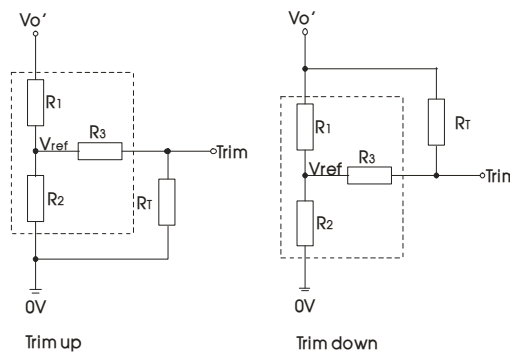 Vo’
R1
Vref
R3
Trim
R2
RT
0V
Trim up
Vo’
R1
RT
Vref
R3
Trim
R2
0V
Trim down